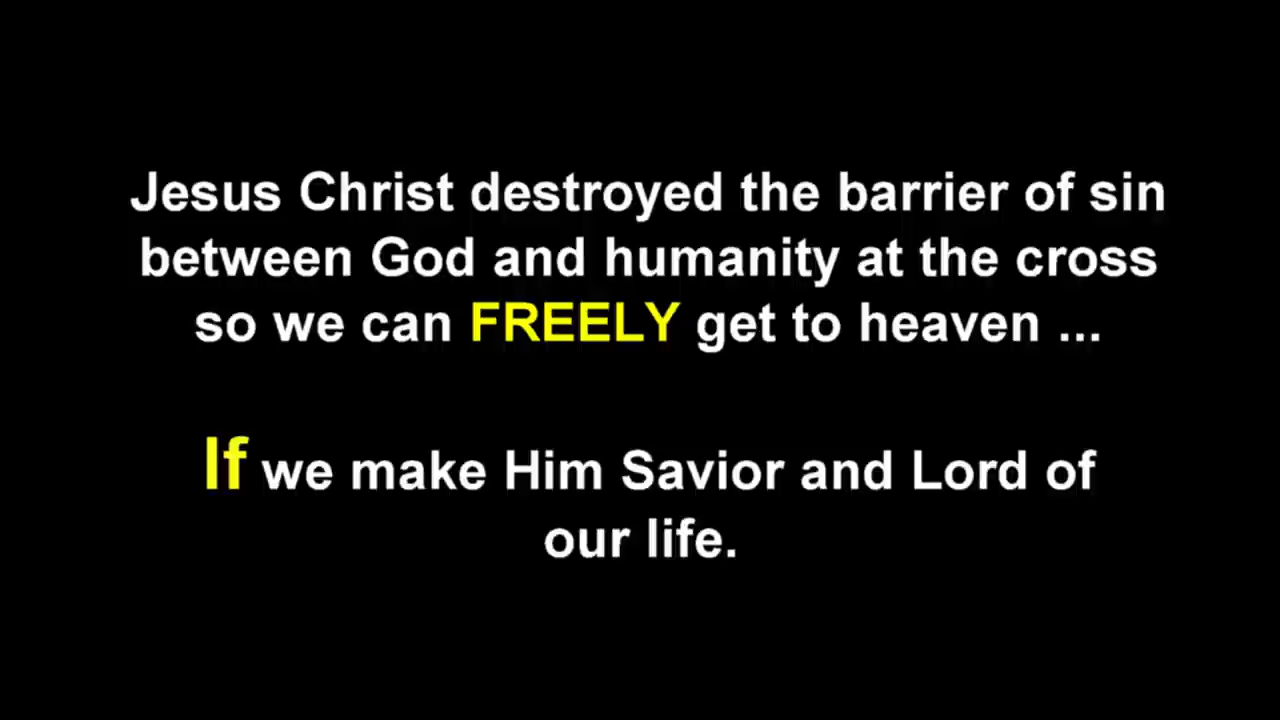 Jesus Christ destroyed the barrier of sin
between God and humanity at the cross
so we can FREELY get to heaven ...
If we make Him Savior and Lord of
our life.